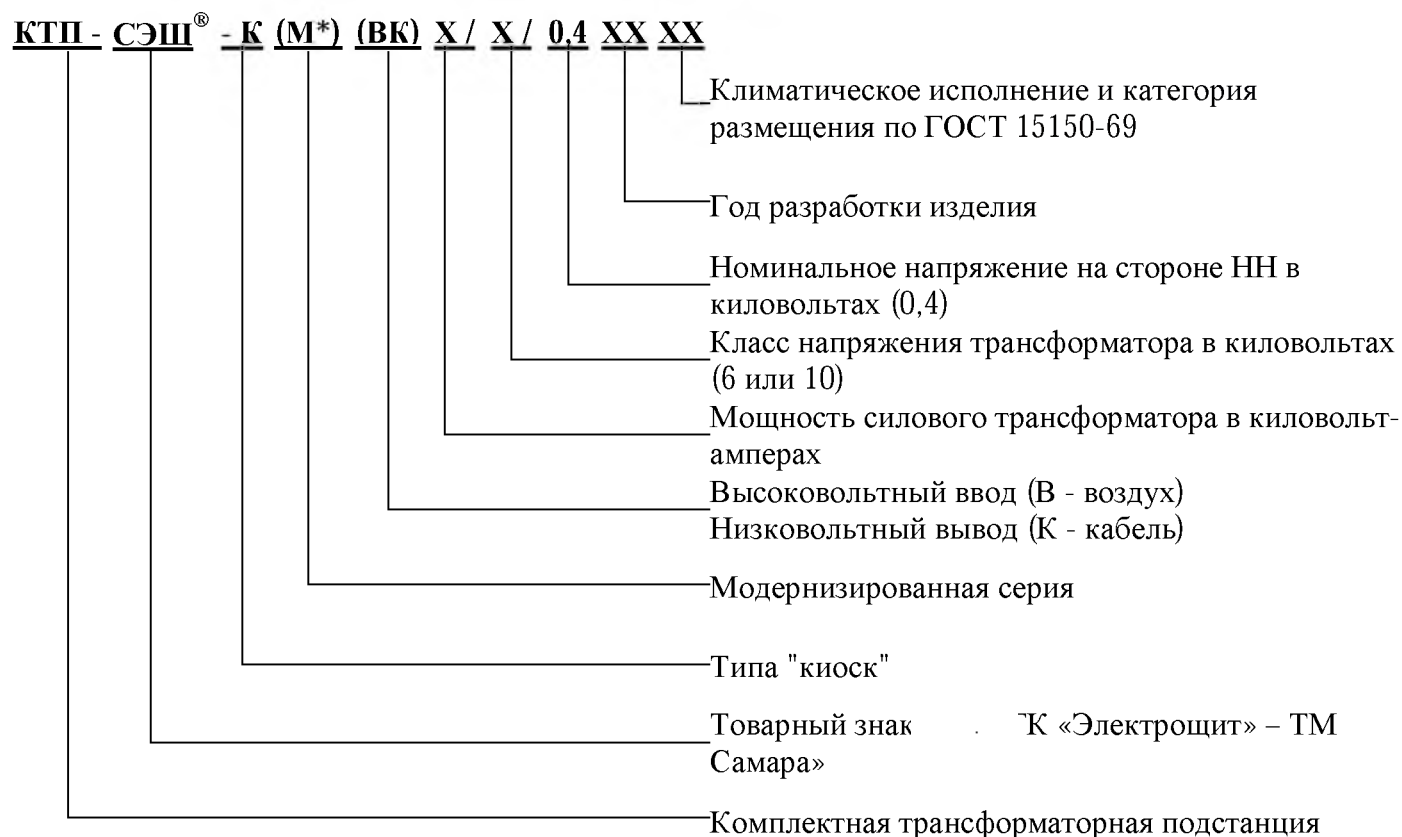 КТП - СЭЩ® - К (М*) (ВК) Х / Х / 0,4 ХХ ХХ
Климатическое исполнение и категория
размещения по ГОСТ 15150-69
Год разработки изделия
Номинальное напряжение на стороне НН в
киловольтах (0,4)
Класс напряжения трансформатора в киловольтах
(6 или 10)
Мощность силового трансформатора в киловольт-
амперах
Высоковольтный ввод (В - воздух)
Низковольтный вывод (К - кабель)
Модернизированная серия
Типа "киоск"
Товарный знак «Электрощит» – ТМ
Самара»
Комплектная трансформаторная подстанция